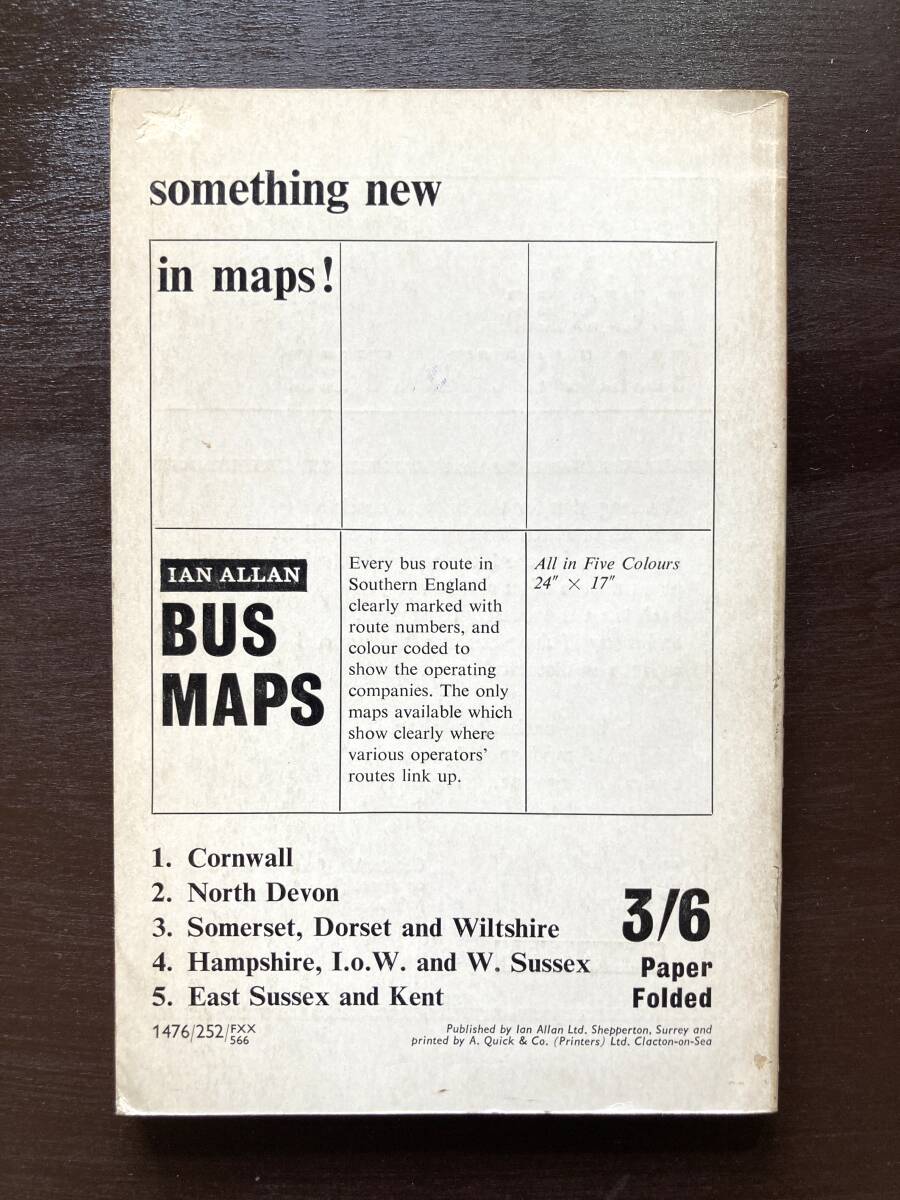 something new
in maps!
IAN ALLAN
BUS
MAPS
Every bus route in
Southern England
clearly marked with
route numbers, and
colour coded to
show the operating
companies. The only
maps available which
show clearly where
various operators'
routes link up.
All in Five Colours
24" × 17"
1. Cornwall
2. North Devon
3. Somerset, Dorset and Wiltshire
4. Hampshire, I.o.W. and W. Sussex
5. East Sussex and Kent
3/6
Paper
Folded
1476/252/FXX
566
Published by Ian Allan Ltd. Shepperton, Surrey and
printed by A. Quick & Co. (Printers) Ltd. Clacton-on-Sea